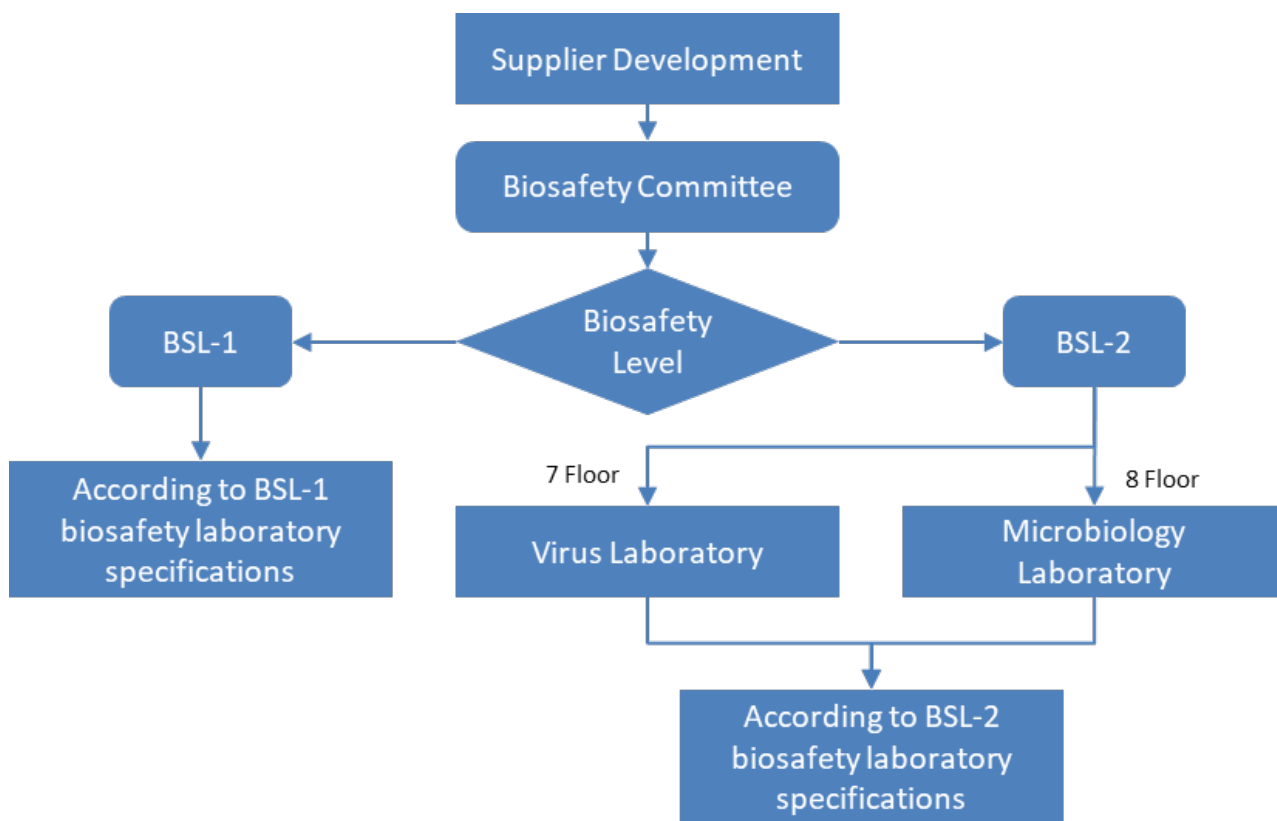 Supplier Development
Biosafety Committee
Biosafety
Level
BSL-1
BSL-2
According to BSL-1
biosafety laboratory
specifications
7 Floor
8 Floor
Virus Laboratory
Microbiology
Laboratory
According to BSL-2
biosafety laboratory
specifications